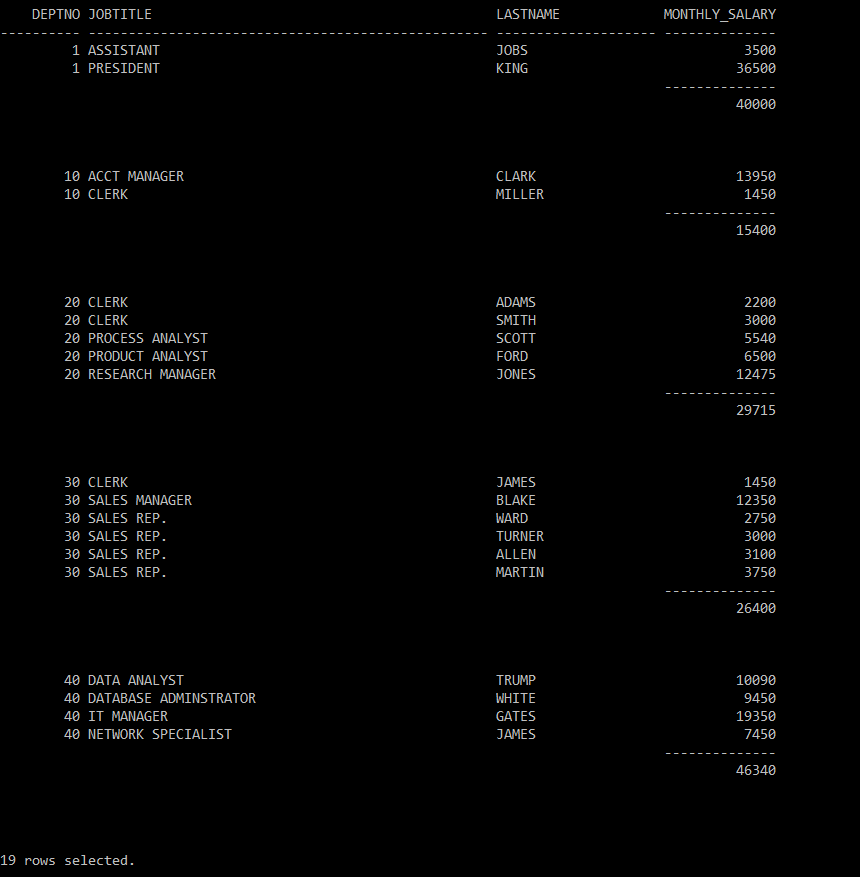 DEPTNO JOBTITLE LASTNAME MONTHLY_SALARY
---------- -------------------------------------------------- -------------------- --------------
1 ASSISTANT JOBS 3500
1 PRESIDENT KING 36500
--------------
40000
10 ACCT MANAGER CLARK 13950
10 CLERK MILLER 1450
--------------
15400
20 CLERK ADAMS 2200
20 CLERK SMITH 3000
20 PROCESS ANALYST SCOTT 5540
20 PRODUCT ANALYST FORD 6500
20 RESEARCH MANAGER JONES 12475
--------------
29715
30 CLERK JAMES 1450
30 SALES MANAGER BLAKE 12350
30 SALES REP. WARD 2750
30 SALES REP. TURNER 3000
30 SALES REP. ALLEN 3100
30 SALES REP. MARTIN 3750
--------------
26400
40 DATA ANALYST TRUMP 10090
40 DATABASE ADMINSTRATOR WHITE 9450
40 IT MANAGER GATES 19350
40 NETWORK SPECIALIST JAMES 7450
--------------
46340
19 rows selected.